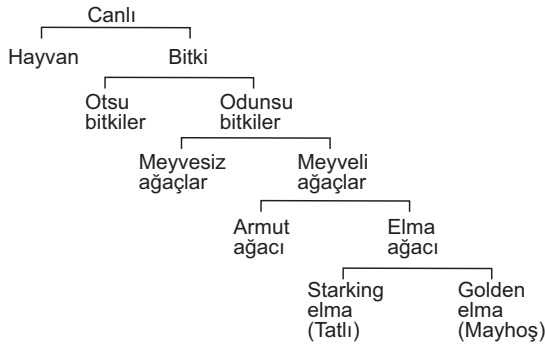 Canlı
Hayvan Bitki
Otsu Odunsu
bitkiler bitkiler
Meyvesiz Meyveli
ağaçlar ağaçlar
Armut Elma
ağacı ağacı
Starking Golden
elma elma
(Tatlı) (Mayhoş)